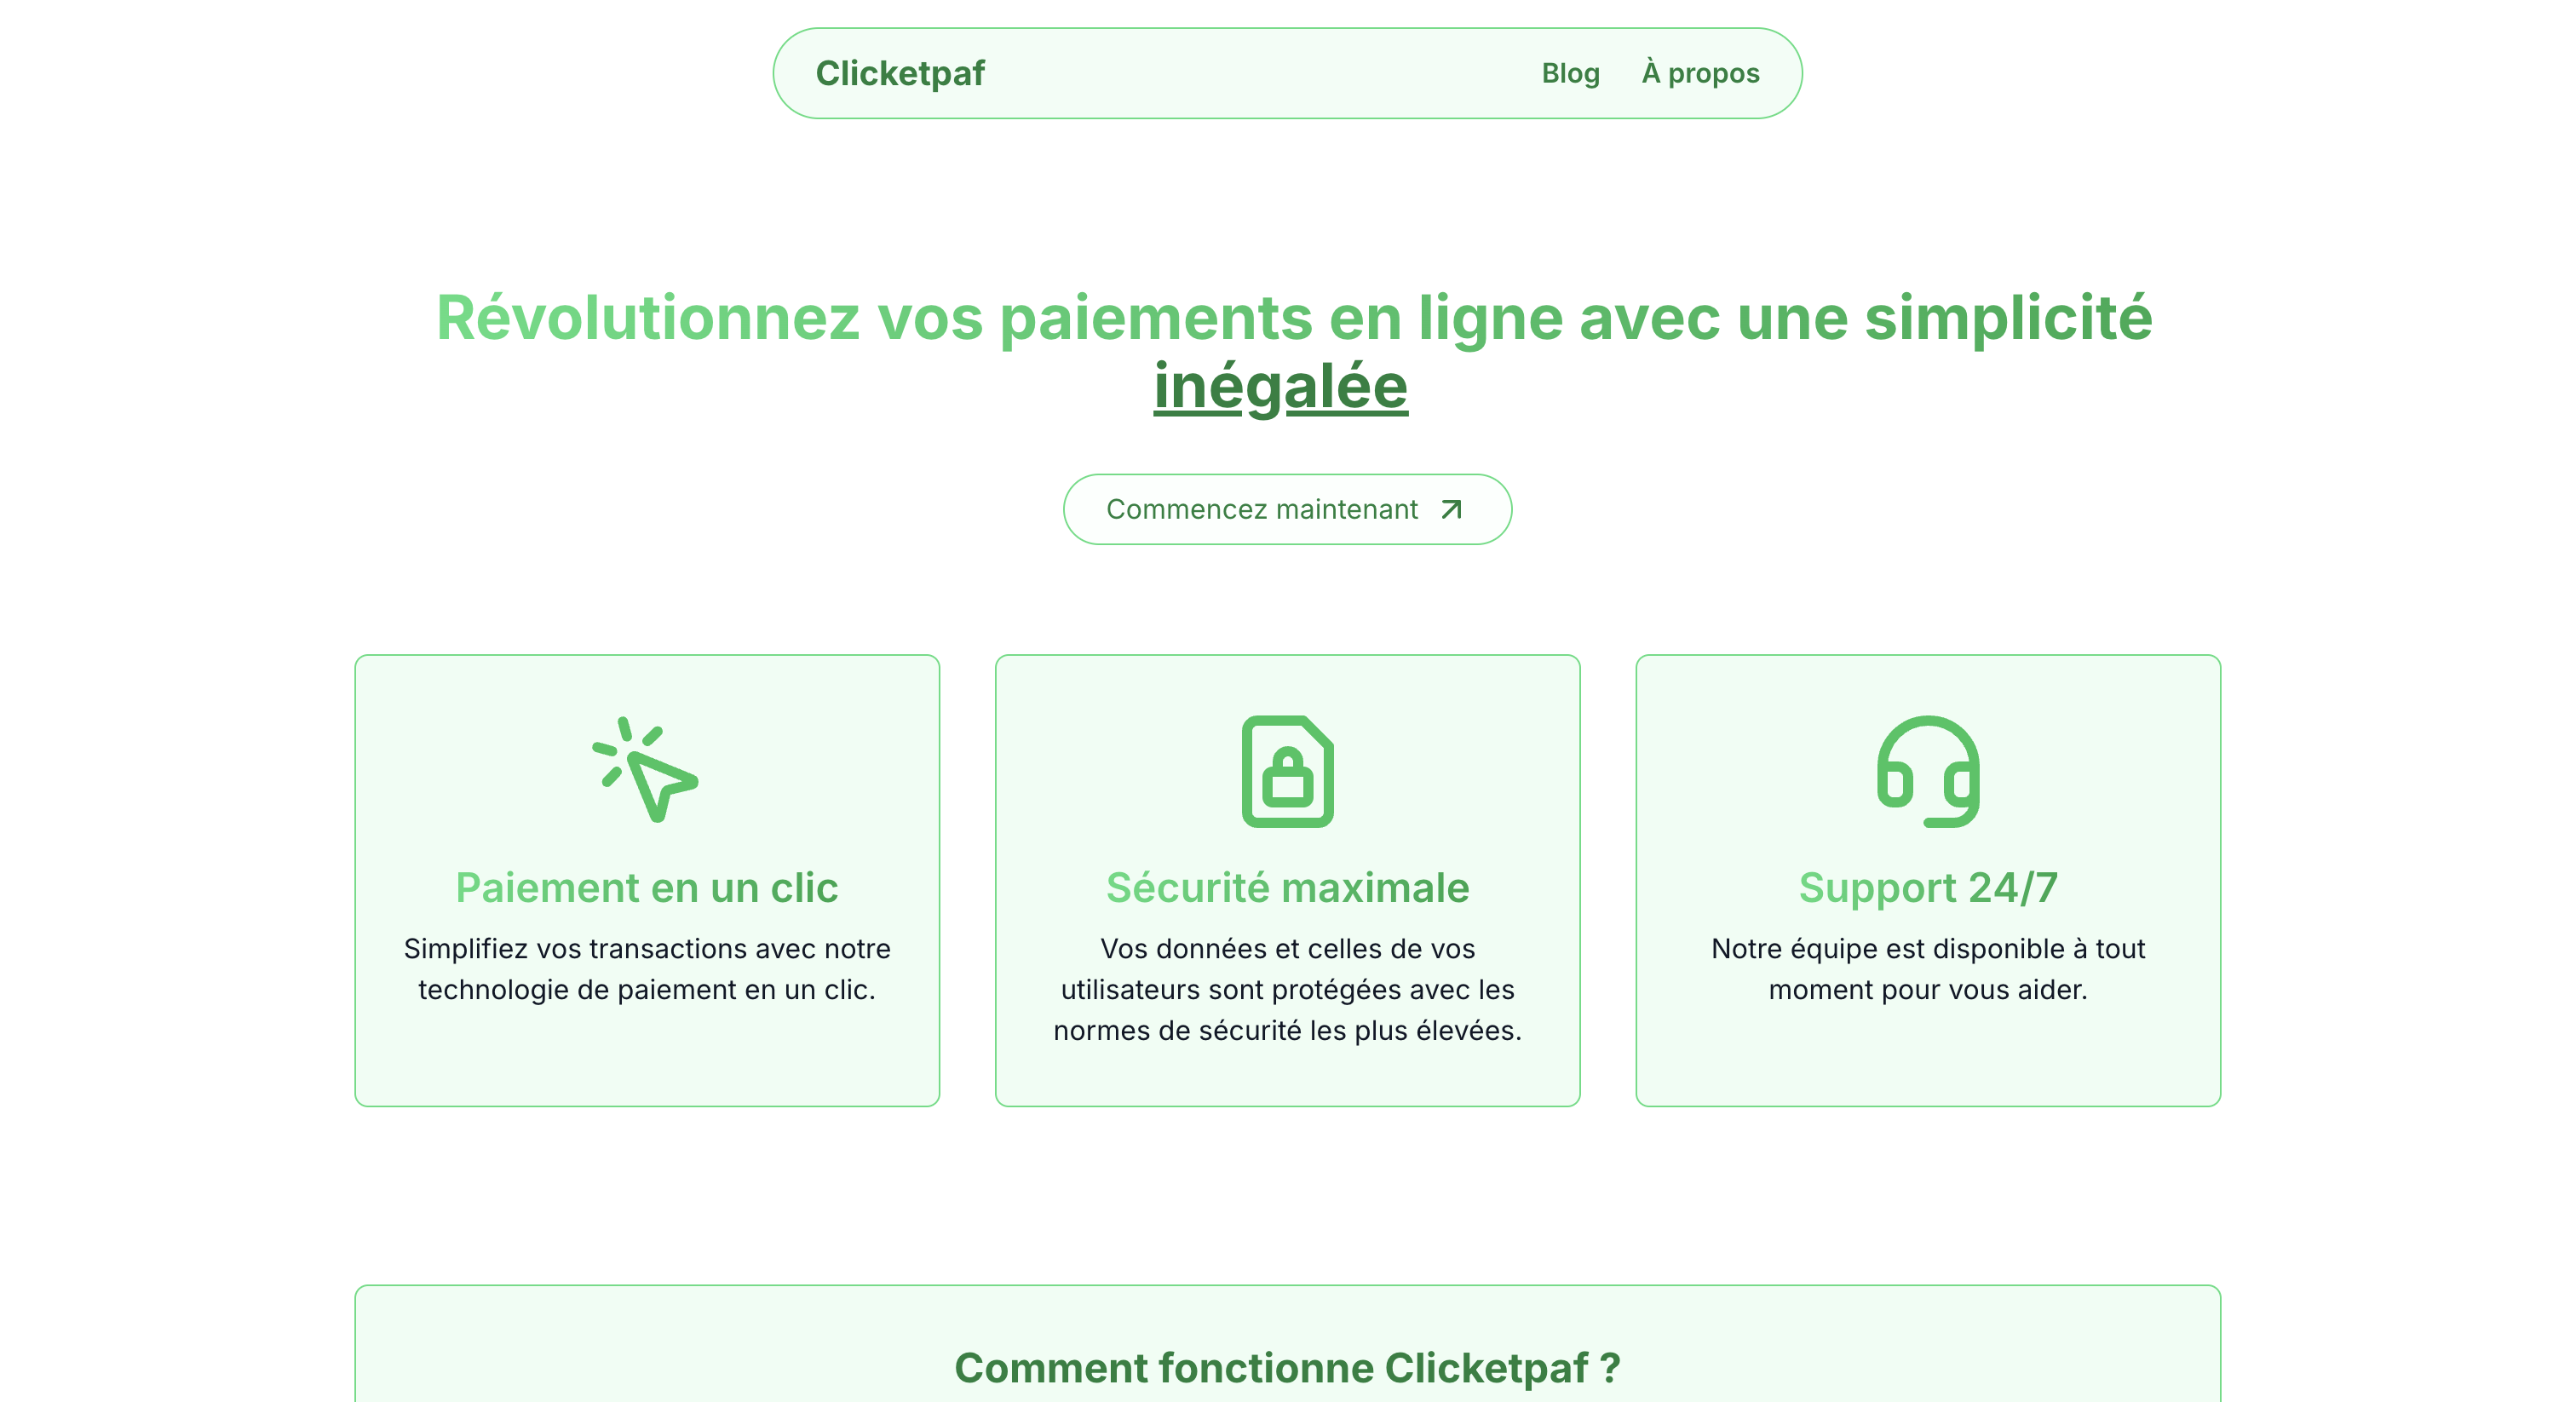 Clicketpaf
Blog
À propos
Révolutionnez vos paiements en ligne avec une simplicité
inégalée
Commencez maintenant
Paiement en un clic
Simplifiez vos transactions avec notre
technologie de paiement en un clic.
Sécurité maximale
Vos données et celles de vos
utilisateurs sont protégées avec les
normes de sécurité les plus élevées.
Support 24/7
Notre équipe est disponible à tout
moment pour vous aider.
Comment fonctionne Clicketpaf ?